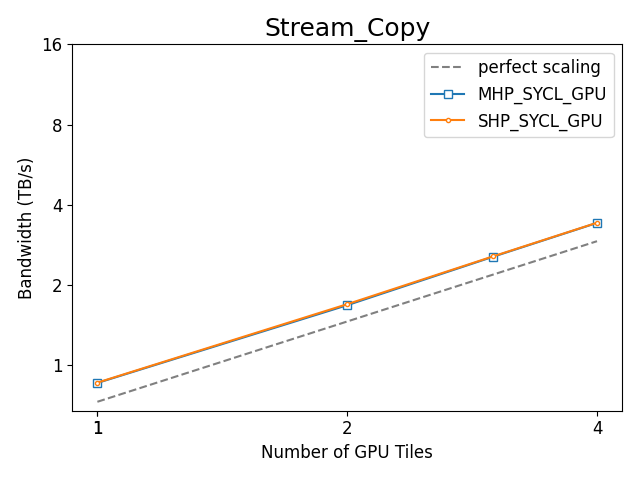 Stream_Copy
16
8
4
2
1
Bandwidth (TB/s)
perfect scaling
MHP_SYCL_GPU
SHP_SYCL_GPU
1
2
4
Number of GPU Tiles